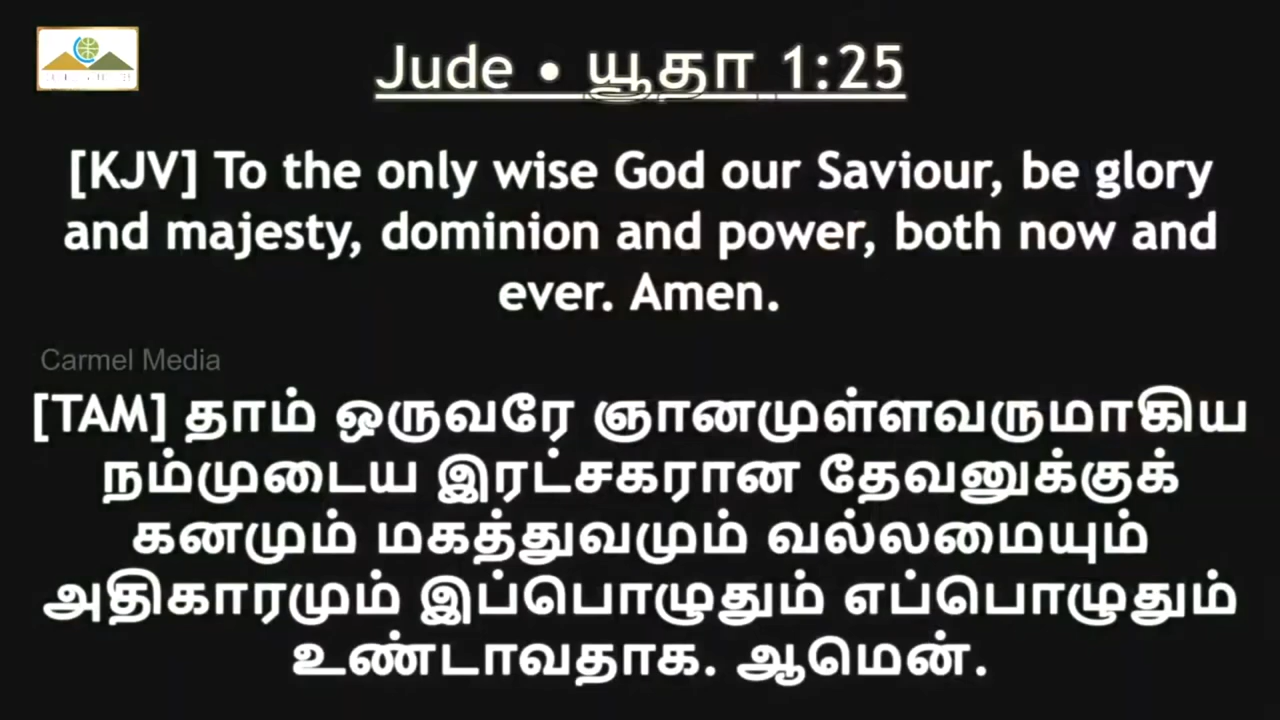 Jude • யூதா 1:25
[KJV] To the only wise God our Saviour, be glory
and majesty, dominion and power, both now and
ever. Amen.
Carmel Media
[TAM] தாம் ஒருவரே ஞானமுள்ளவருமாகிய
நம்முடைய இரட்சகரான தேவனுக்குக்
கனமும் மகத்துவமும் வல்லமையும்
அதிகாரமும் இப்பொழுதும் எப்பொழுதும்
உண்டாவதாக. ஆமென்.